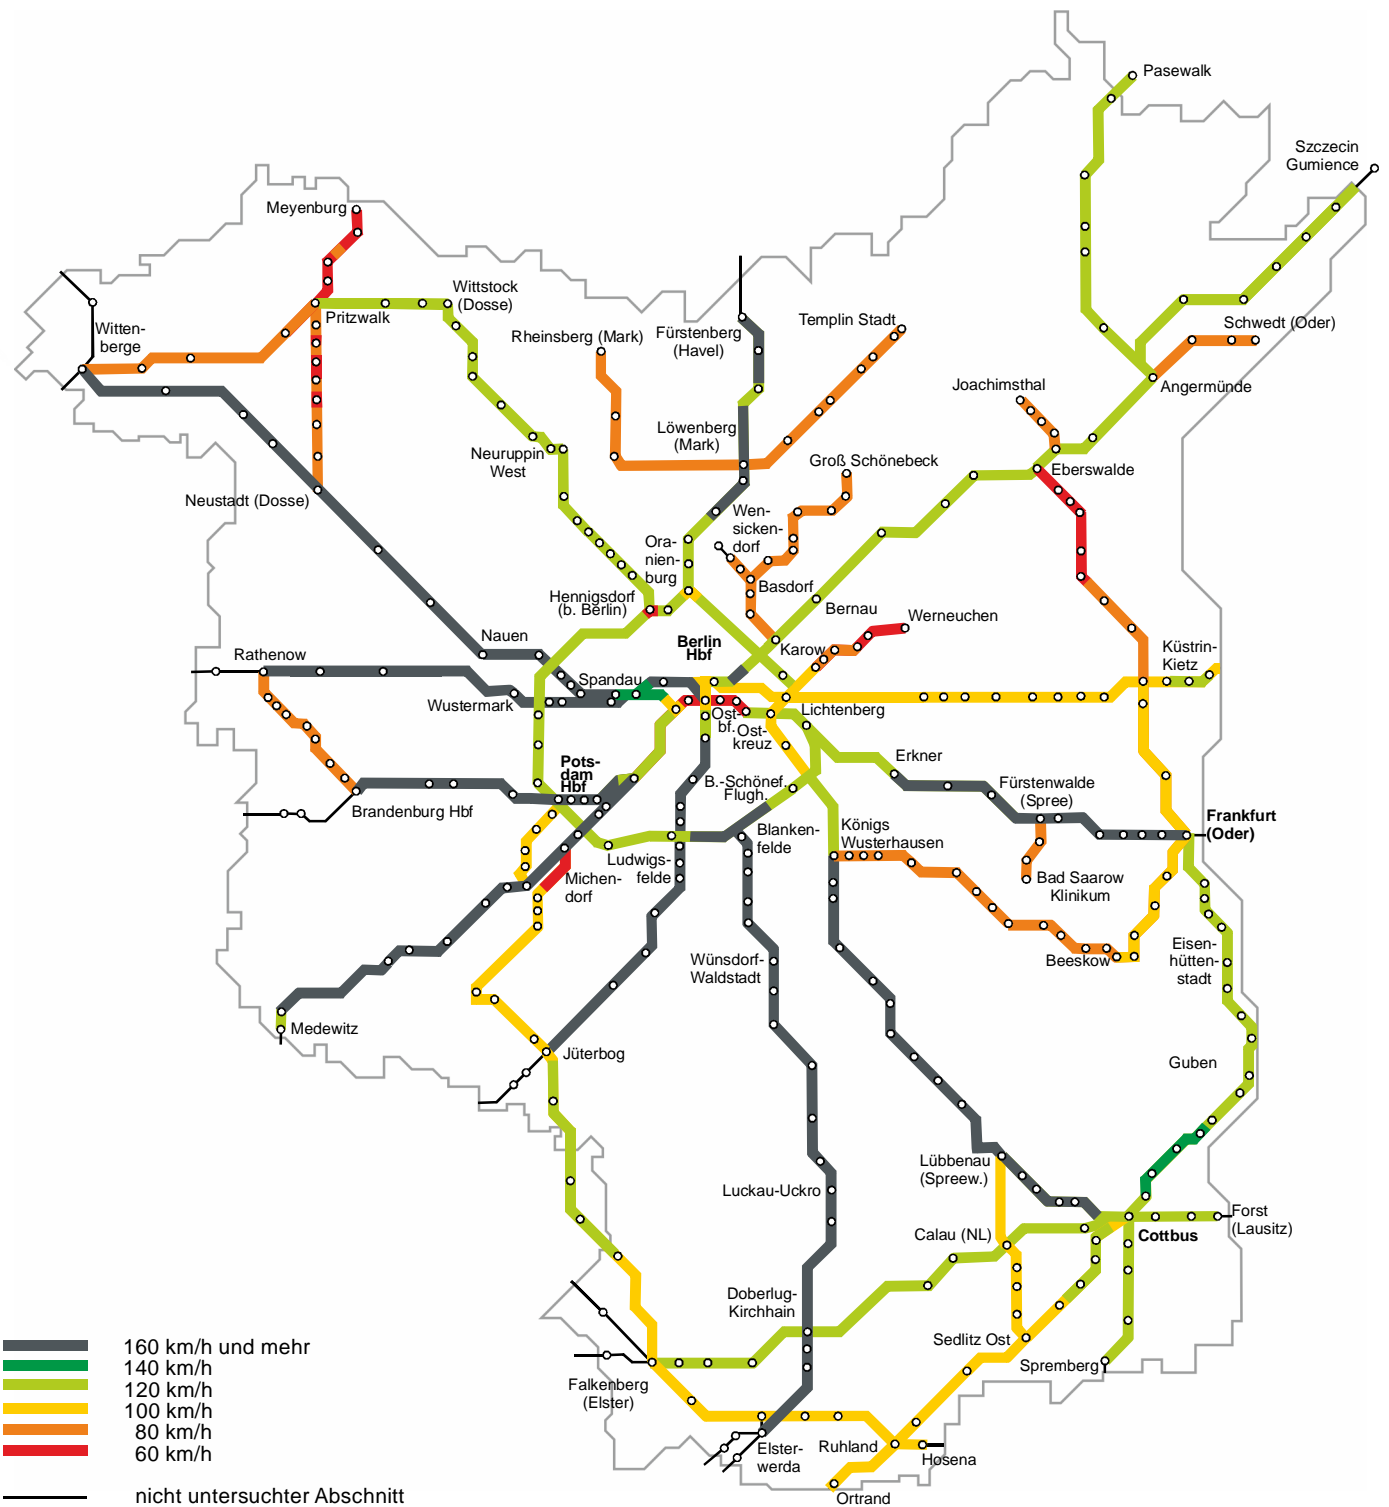 Pasewalk
Szczecin
Gumience
Meyenburg
Wittstock
(Dosse)
Pritzwalk
Witten-
berge
Rheinsberg (Mark)
Fürstenberg
(Havel)
Templin Stadt
Schwedt (Oder)
Joachimsthal
Angermünde
Löwenberg
(Mark)
Neuruppin
West
Groß Schönebeck
Eberswalde
Neustadt (Dosse)
Wen-
sicken-
dorf
Ora-
nien-
burg
Basdorf
Hennigsdorf
(b. Berlin)
Bernau
Werneuchen
Nauen
Berlin
Hbf
Karow
Küstrin-
Kietz
Rathenow
Spandau
Wustermark
Lichtenberg
Ost-
bf.
Ost-
kreuz
Erkner
Pots-
dam
Hbf
B.-Schönef.
Flugh.
Fürstenwalde
(Spree)
Brandenburg Hbf
Frankfurt
(Oder)
Blanken-
felde
Königs
Wusterhausen
Ludwigs-
felde
Michen-
dorf
Bad Saarow
Klinikum
Wünsdorf-
Waldstadt
Beeskow
Eisen-
hütten-
stadt
Medewitz
Jüterbog
Guben
Lübbenau
(Spreew.)
Luckau-Uckro
Forst
(Lausitz)
Calau (NL)
Cottbus
Doberlug-
Kirchhain
Sedlitz Ost
Spremberg
Falkenberg
(Elster)
Elster-
werda
Ruhland
Hosena
Ortrand
160 km/h und mehr
140 km/h
120 km/h
100 km/h
80 km/h
60 km/h
nicht untersuchter Abschnitt